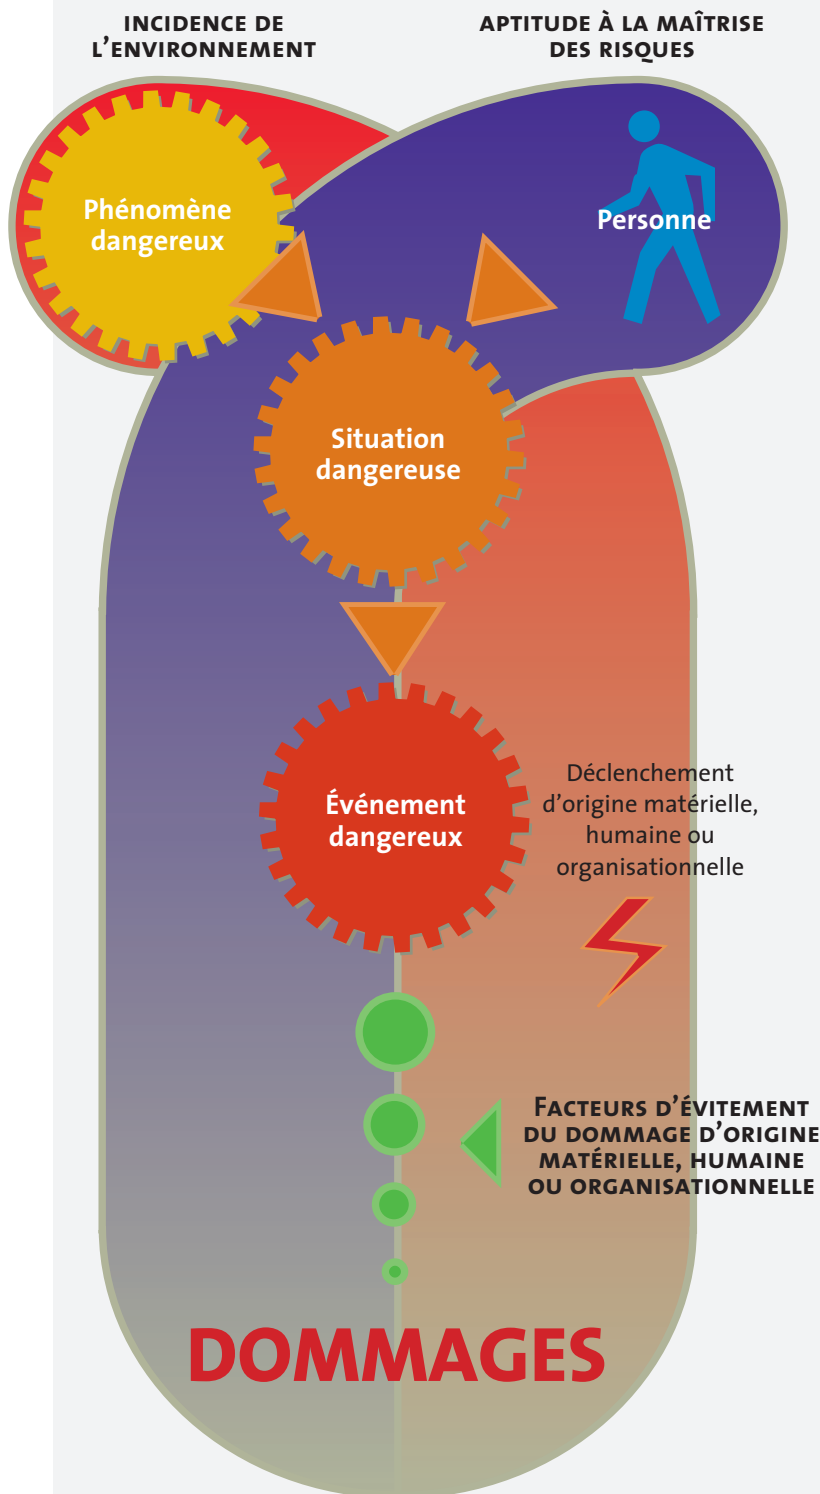 INCIDENCE DE
L'ENVIRONNEMENT
APTITUDE À LA MAÎTRISE
DES RISQUES
Phénomène
dangereux
Personne
Situation
dangereuse
Événement
dangereux
Déclenchement
d'origine matérielle,
humaine ou
organisationnelle
FACTEURS D'ÉVITEMENT
DU DOMMAGE D'ORIGINE
MATÉRIELLE, HUMAINE
OU ORGANISATIONNELLE
DOMMAGES